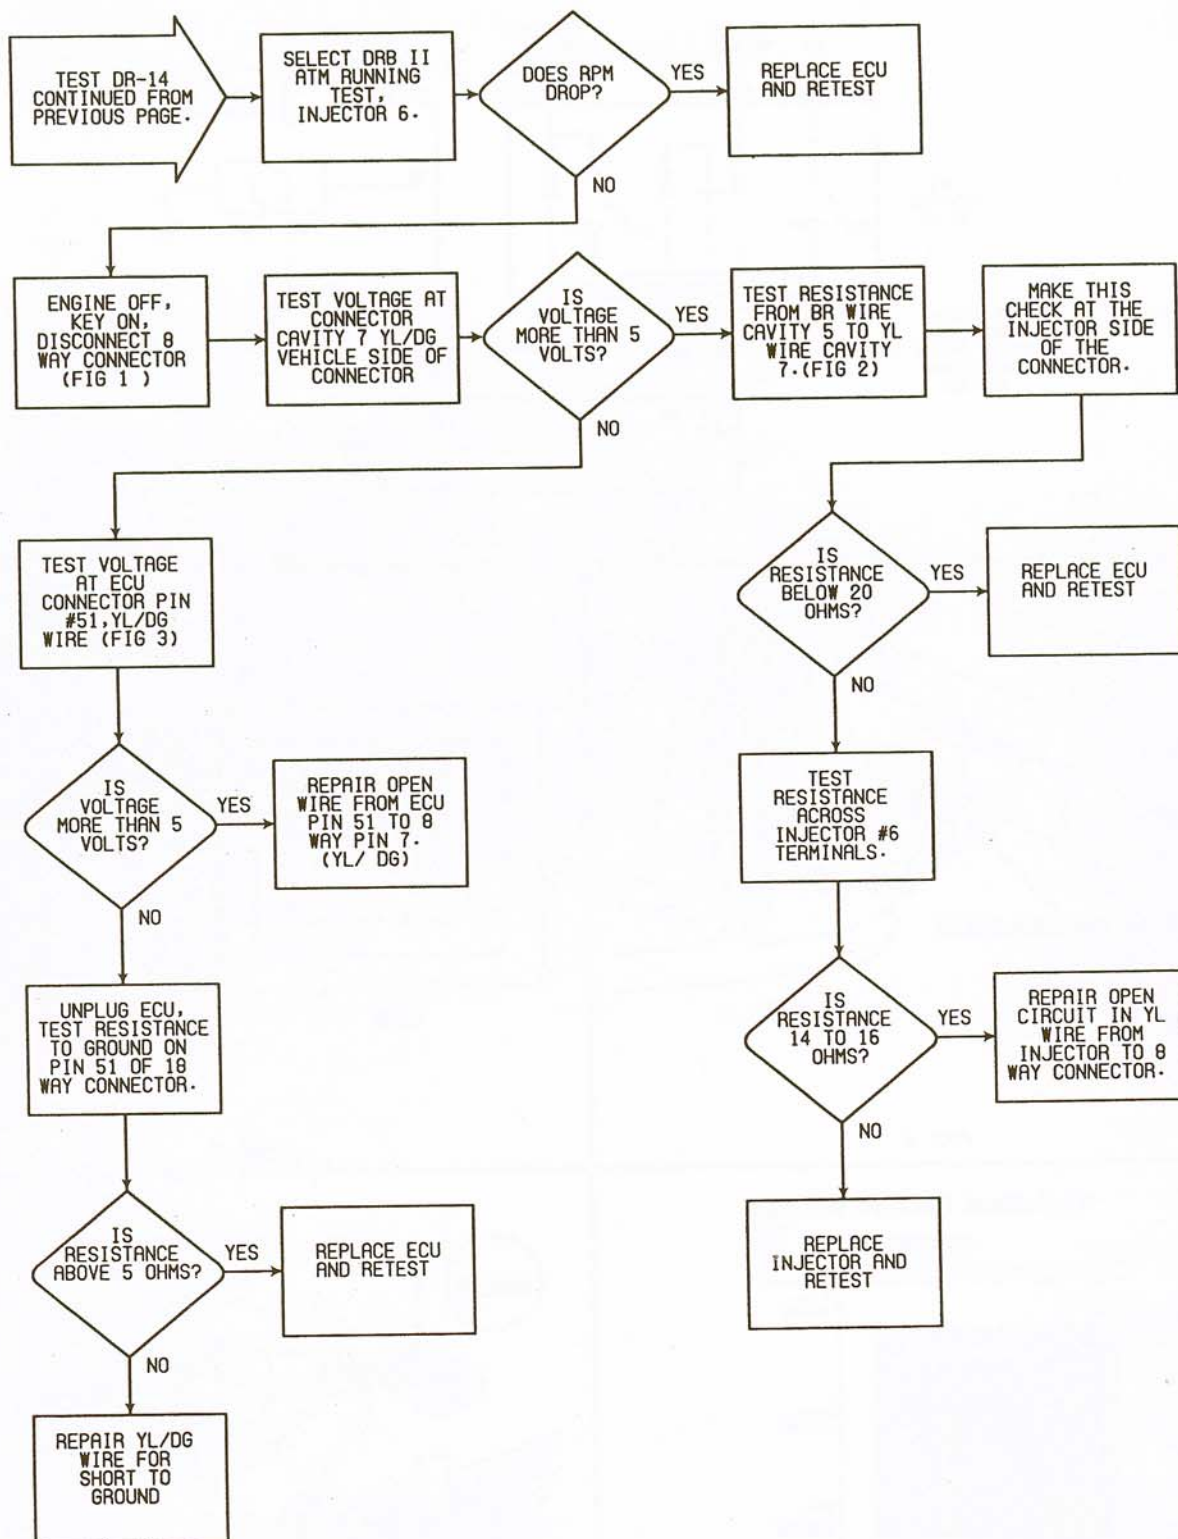 TEST DR-14
CONTINUED FROM
PREVIOUS PAGE.
SELECT DRB II
ATM RUNNING
TEST,
INJECTOR 6.
DOES RPM
DROP?
YES
REPLACE ECU
AND RETEST
NO
ENGINE OFF,
KEY ON,
DISCONNECT 8
WAY CONNECTOR
(FIG 1 )
TEST VOLTAGE AT
CONNECTOR
CAVITY 7 YL/DG
VEHICLE SIDE OF
CONNECTOR
IS
VOLTAGE
MORE THAN 5
VOLTS?
YES
TEST RESISTANCE
FROM BR WIRE
CAVITY 5 TO YL
WIRE CAVITY
7.(FIG 2)
MAKE THIS
CHECK AT THE
INJECTOR SIDE
OF THE
CONNECTOR.
NO
TEST VOLTAGE
AT ECU
CONNECTOR PIN
#51,YL/DG
WIRE (FIG 3)
IS
RESISTANCE
BELOW 20
OHMS?
YES
REPLACE ECU
AND RETEST
NO
IS
VOLTAGE
MORE THAN 5
VOLTS?
YES
REPAIR OPEN
WIRE FROM ECU
PIN 51 TO 8
WAY PIN 7.
(YL/ DG)
TEST
RESISTANCE
ACROSS
INJECTOR #6
TERMINALS.
NO
UNPLUG ECU,
TEST RESISTANCE
TO GROUND ON
PIN 51 OF 18
WAY CONNECTOR.
IS
RESISTANCE
14 TO 16
OHMS?
YES
REPAIR OPEN
CIRCUIT IN YL
WIRE FROM
INJECTOR TO 8
WAY CONNECTOR.
NO
IS
RESISTANCE
ABOVE 5 OHMS?
YES
REPLACE ECU
AND RETEST
REPLACE
INJECTOR AND
RETEST
NO
REPAIR YL/DG
WIRE FOR
SHORT TO
GROUND